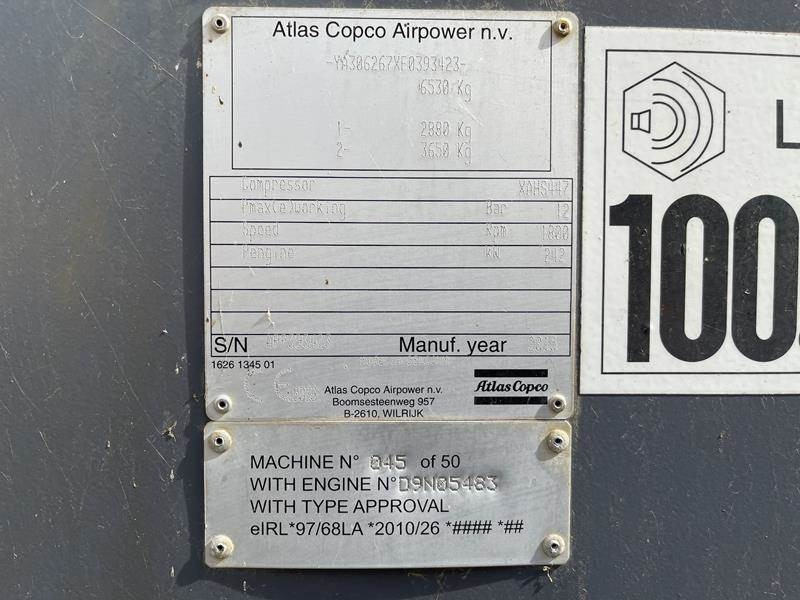 Atlas Copco Airpower n.v.
-YA306267XF0393423-
6530 Kg
1- 2880 Kg
2- 3650 Kg
Compressor XAHS447
Pmax(e)working Bar 12
Speed Rpm 1800
Pengine kW 242
S/N Manuf. year
1626 1345 01
CE
Atlas Copco Airpower n.v.
Boomsesteenweg 957
B-2610, WILRIJK
Atlas Copco
MACHINE N° 045 of 50
WITH ENGINE N° D9N05483
WITH TYPE APPROVAL
eIRL*97/68LA *2010/26 *#### *##
L
100